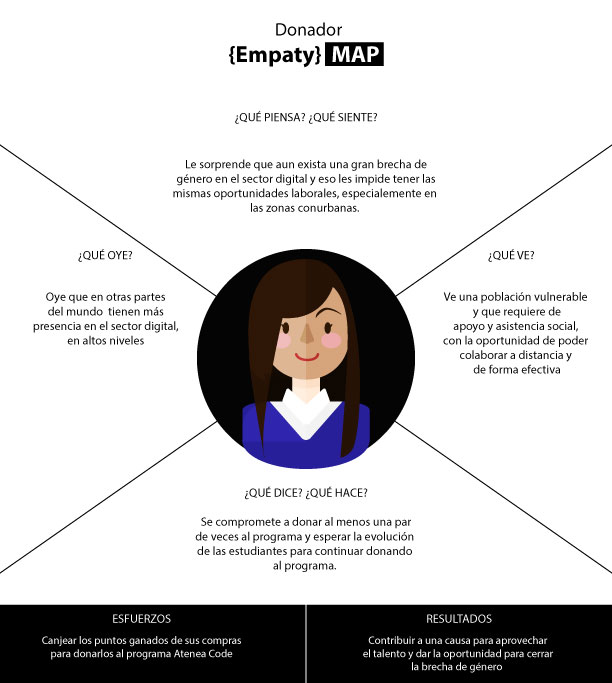 Donador
{Empaty} MAP
¿QUÉ PIENSA? ¿QUÉ SIENTE?
Le sorprende que aun exista una gran brecha de
género en el sector digital y eso les impide tener las
mismas oportunidades laborales, especialemente en
las zonas conurbanas.
¿QUÉ OYE?
Oye que en otras partes
del mundo tienen más
presencia en el sector digital,
en altos niveles
¿QUÉ VE?
Ve una población vulnerable
y que requiere de
apoyo y asistencia social,
con la oportunidad de poder
colaborar a distancia y
de forma efectiva
¿QUÉ DICE? ¿QUÉ HACE?
Se compromete a donar al menos una par
de veces al programa y esperar la evolución
de las estudiantes para continuar donando
al programa.
ESFUERZOS
Canjear los puntos ganados de sus compras
para donarlos al programa Atenea Code
RESULTADOS
Contribuir a una causa para aprovechar
el talento y dar la oportunidad para cerrar
la brecha de género